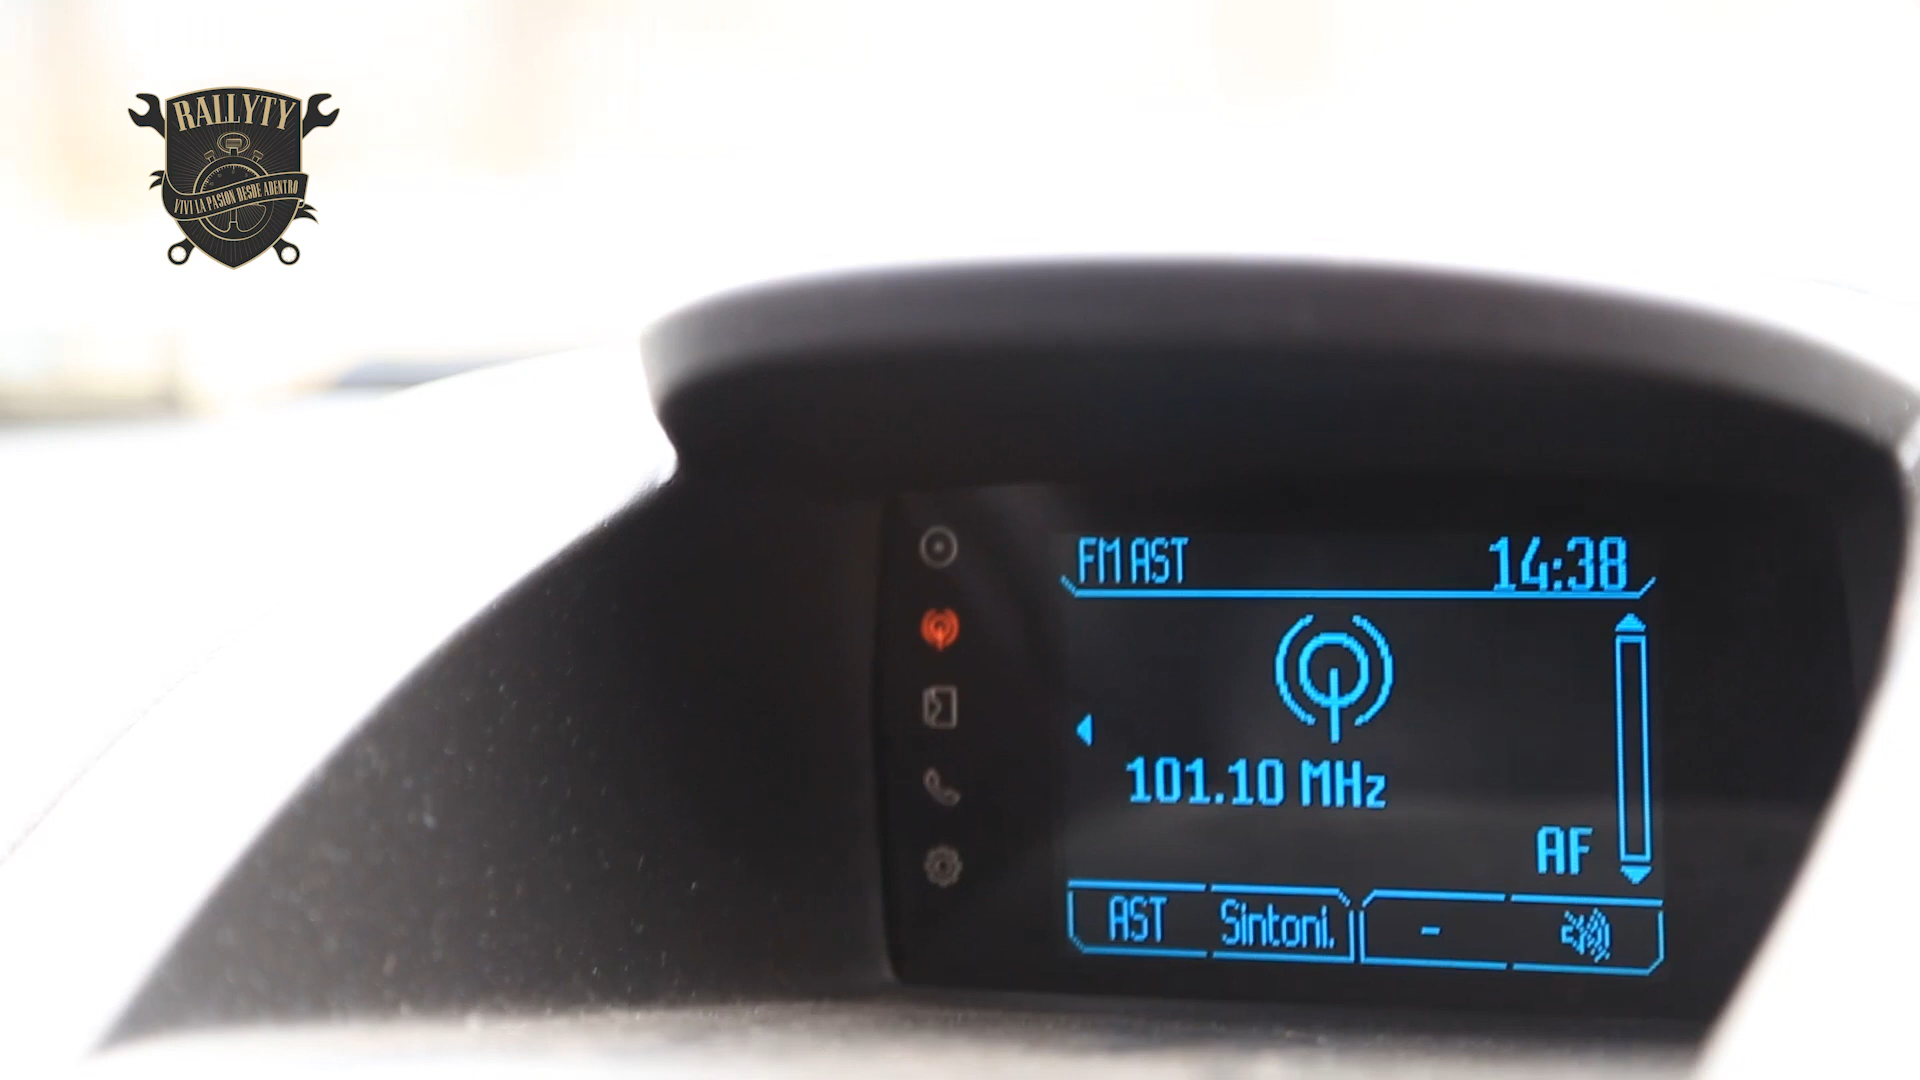 RALLYTY
VIVI LA PASION DESDE ADENTRO
FM AST 14:38
101.10 MHz
AF
AST Sintoni. -